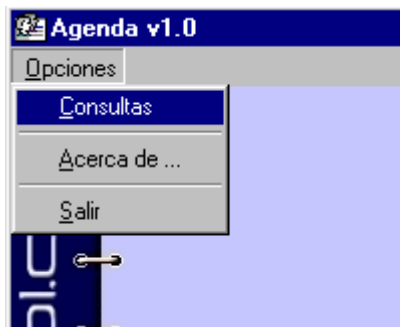 Agenda v1.0
Opciones
Consultas
Acerca de ...
Salir